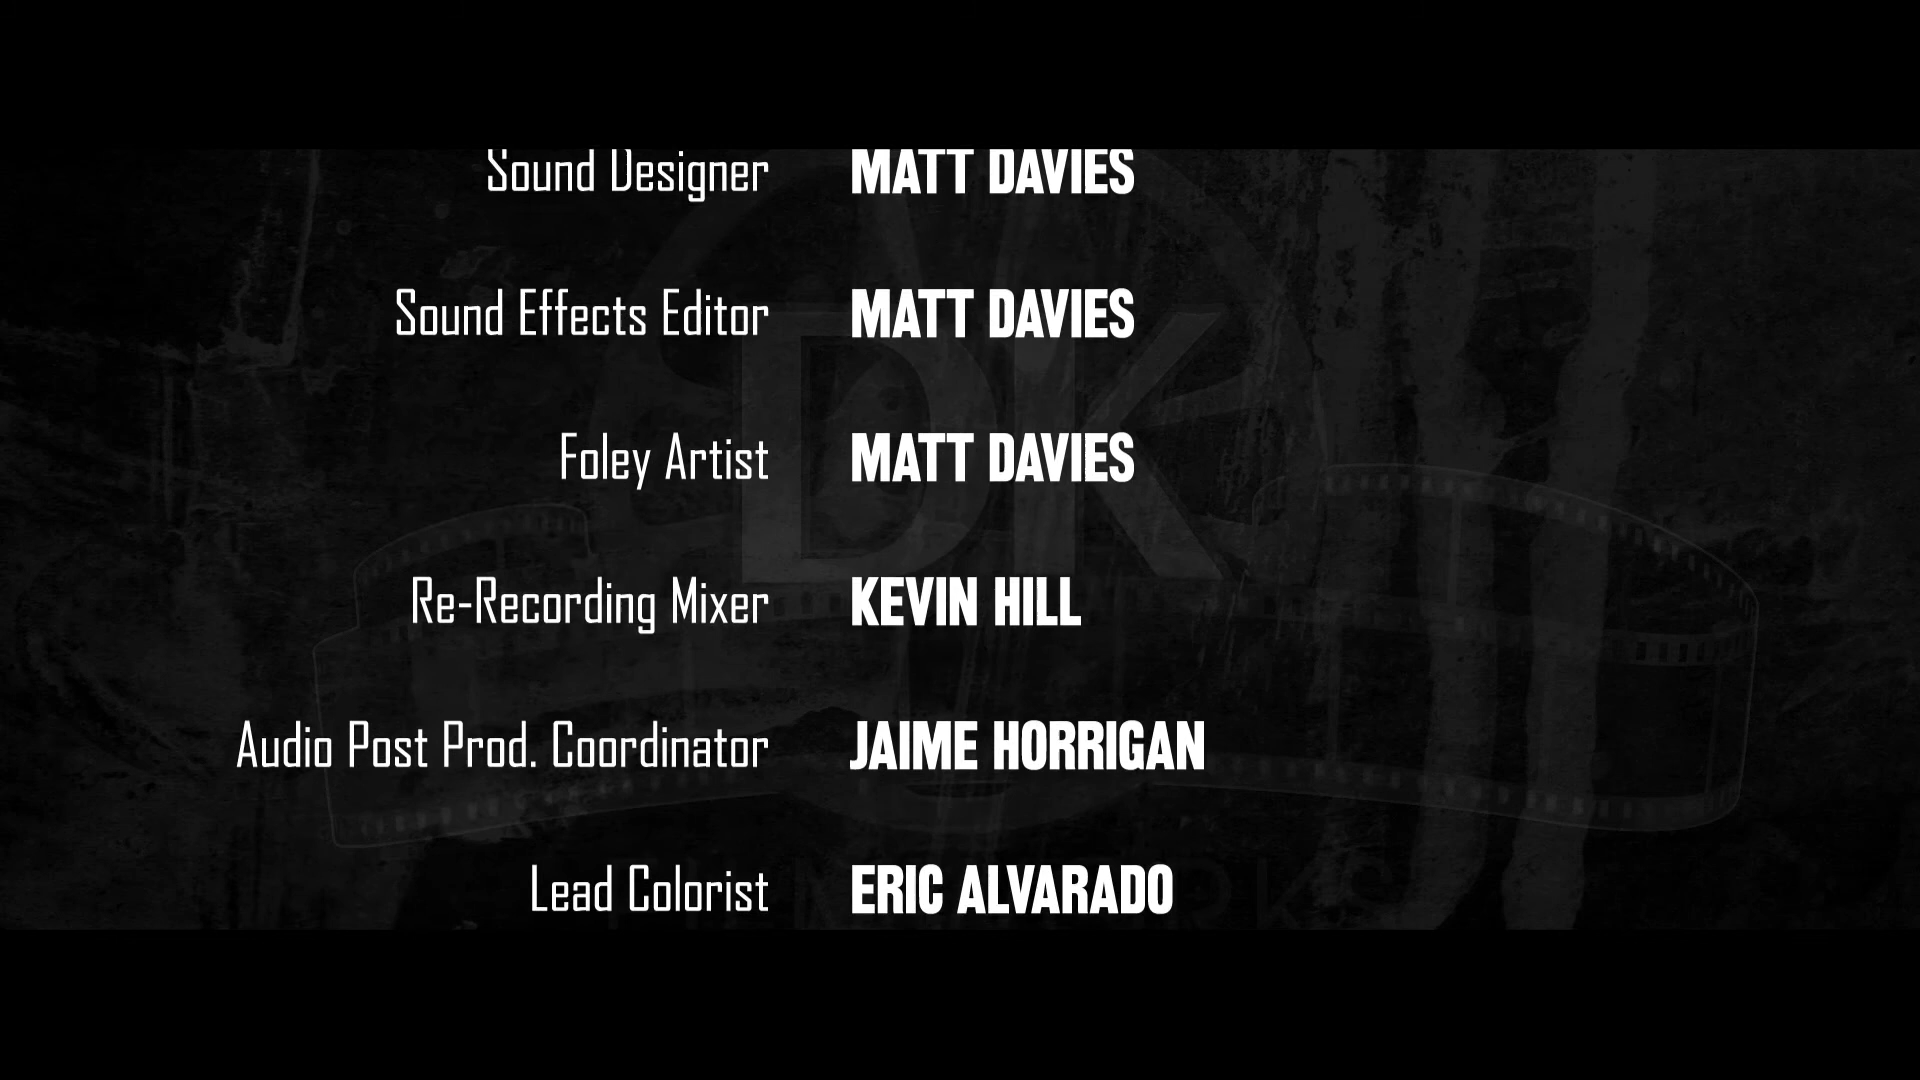 Sound Designer MATT DAVIES
Sound Effects Editor MATT DAVIES
Foley Artist MATT DAVIES
Re-Recording Mixer KEVIN HILL
Audio Post Prod. Coordinator JAIME HORRIGAN
Lead Colorist ERIC ALVARADO
DK